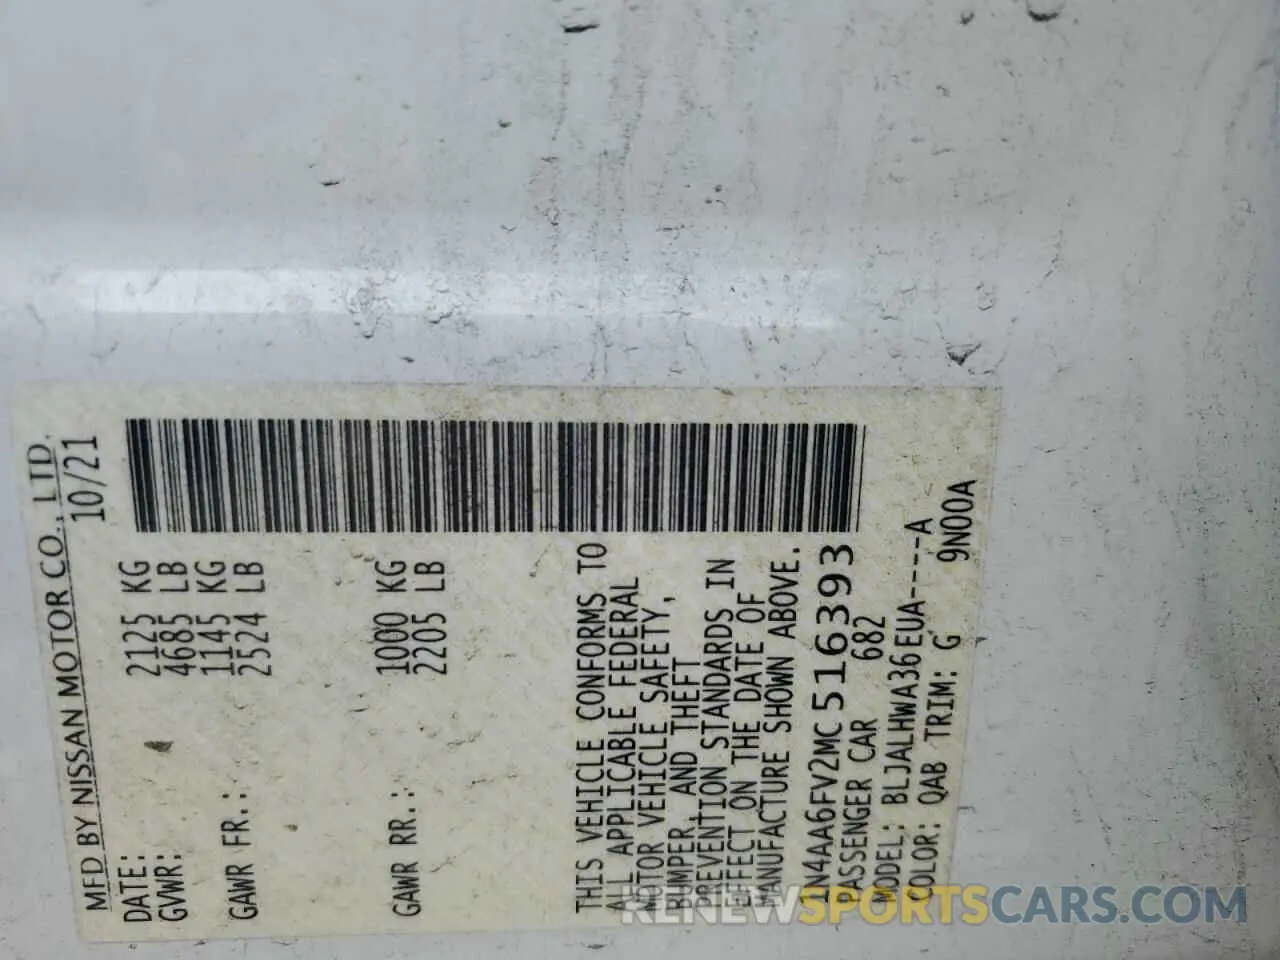 MFD BY NISSAN MOTOR CO., LTD.
DATE: 10/21
GVWR: 2125 KG
4685 LB
GAWR FR.: 1145 KG
2524 LB
GAWR RR.: 1000 KG
2205 LB
THIS VEHICLE CONFORMS TO
ALL APPLICABLE FEDERAL
MOTOR VEHICLE SAFETY,
BUMPER, AND THEFT
PREVENTION STANDARDS IN
EFFECT ON THE DATE OF
MANUFACTURE SHOWN ABOVE.
1N4AA6FV2MC516393
PASSENGER CAR 682
MODEL: BLJALHWA36EUA----A
COLOR: QAB TRIM: G 9N00A
RENEWSPORTSCARS.COM